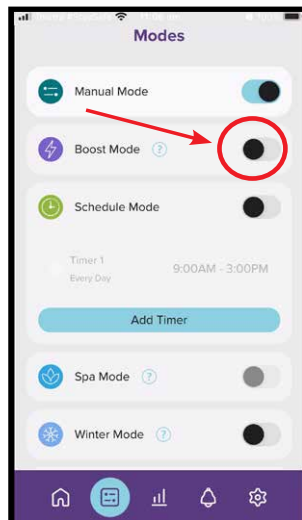 Modes
Manual Mode
Boost Mode ?
Schedule Mode
Timer 1
9:00AM - 3:00PM
Every Day
Add Timer
Spa Mode ?
Winter Mode ?